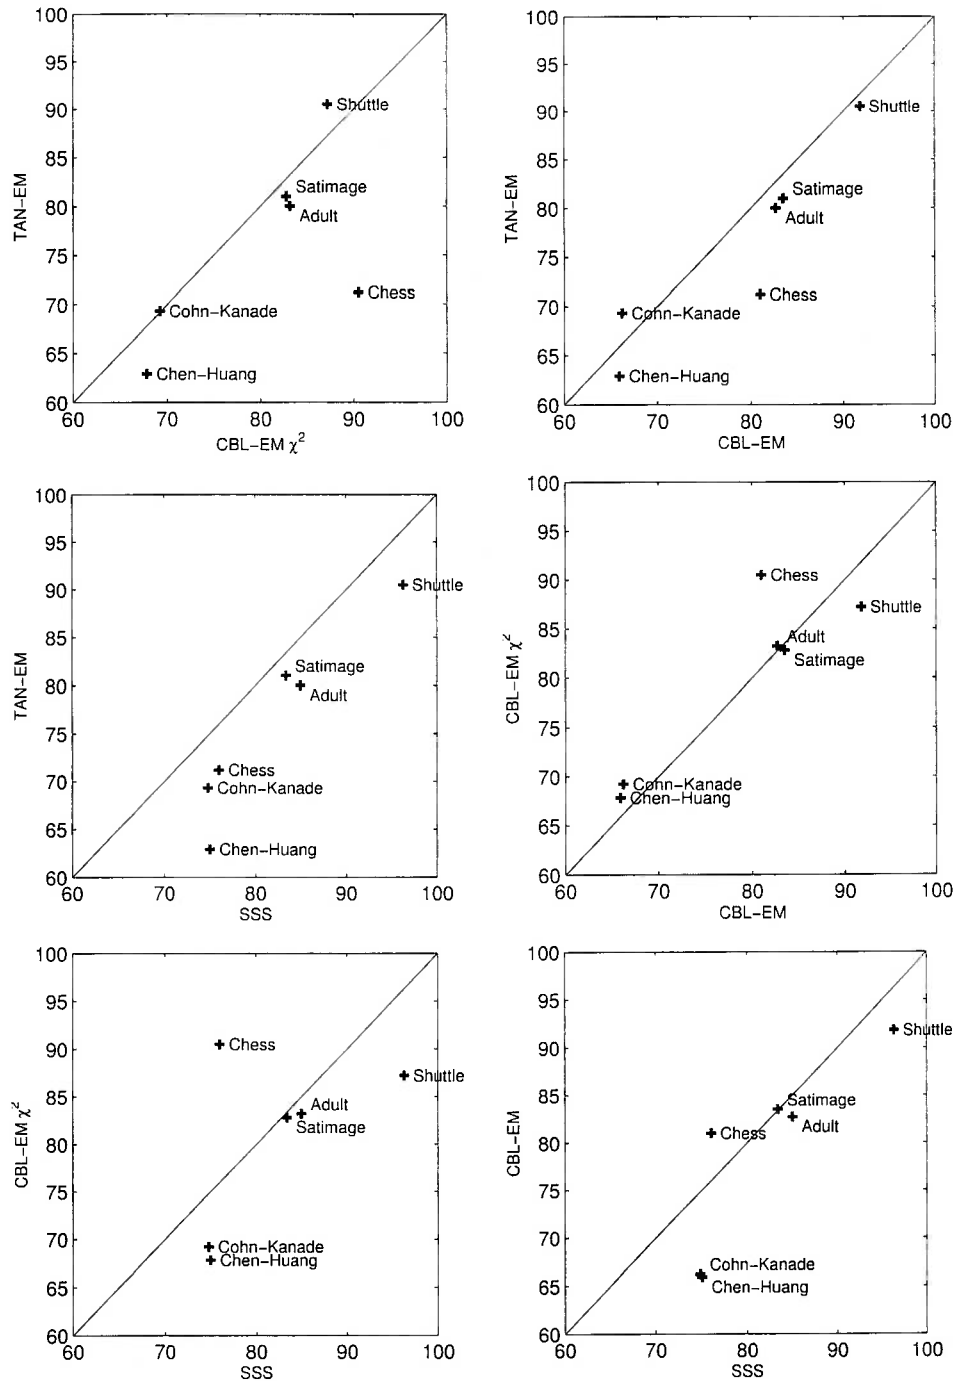 100
95
90
85
80
75
70
65
60
TAN-EM
Shuttle
Satimage
Adult
Chess
Cohn-Kanade
Chen-Huang
60 70 80 90 100
CBL-EM χ²
100
95
90
85
80
75
70
65
60
TAN-EM
Shuttle
Satimage
Adult
Chess
Cohn-Kanade
Chen-Huang
60 70 80 90 100
CBL-EM
100
95
90
85
80
75
70
65
60
TAN-EM
Shuttle
Satimage
Adult
Chess
Cohn-Kanade
Chen-Huang
60 70 80 90 100
SSS
100
95
90
85
80
75
70
65
60
CBL-EM χ²
Chess
Shuttle
Adult
Satimage
Cohn-Kanade
Chen-Huang
60 70 80 90 100
CBL-EM
100
95
90
85
80
75
70
65
60
CBL-EM χ²
Chess
Shuttle
Adult
Satimage
Cohn-Kanade
Chen-Huang
60 70 80 90 100
SSS
100
95
90
85
80
75
70
65
60
CBL-EM
Shuttle
Satimage
Adult
Chess
Cohn-Kanade
Chen-Huang
60 70 80 90 100
SSS